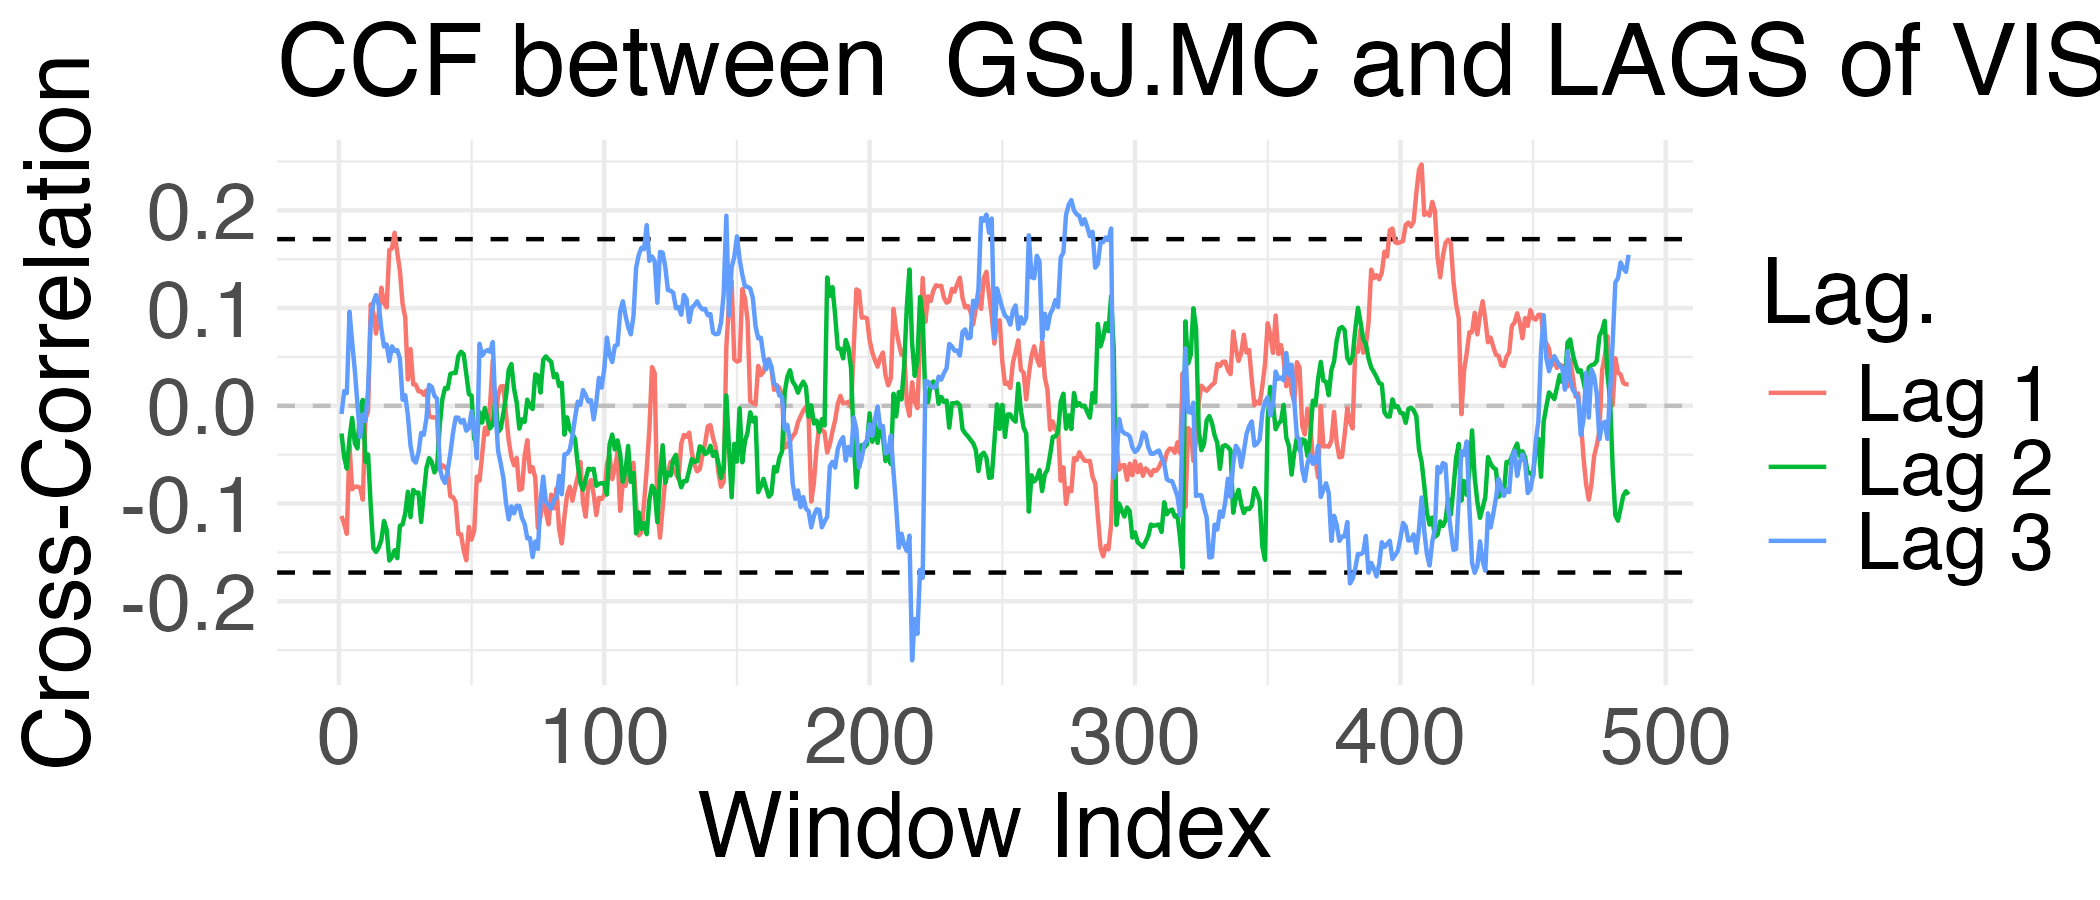 CCF between GSJ.MC and LAGS of VIS
Cross-Correlation
0.2
0.1
0.0
-0.1
-0.2
0 100 200 300 400 500
Window Index
Lag.
Lag 1
Lag 2
Lag 3